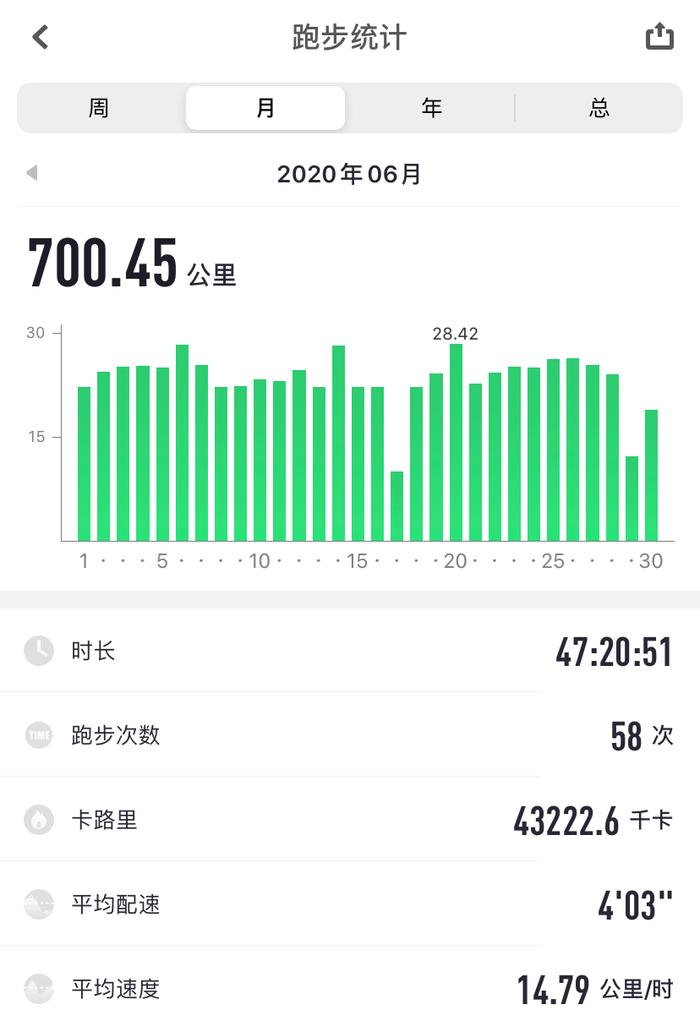 跑步统计
周 月 年 总
2020年06月
700.45 公里
30
28.42
15
1 · · · 5 · · · · 10 · · · · 15 · · · · 20 · · · · 25 · · · · 30
时长 47:20:51
TIME 跑步次数 58 次
卡路里 43222.6 千卡
平均配速 4'03"
平均速度 14.79 公里/时